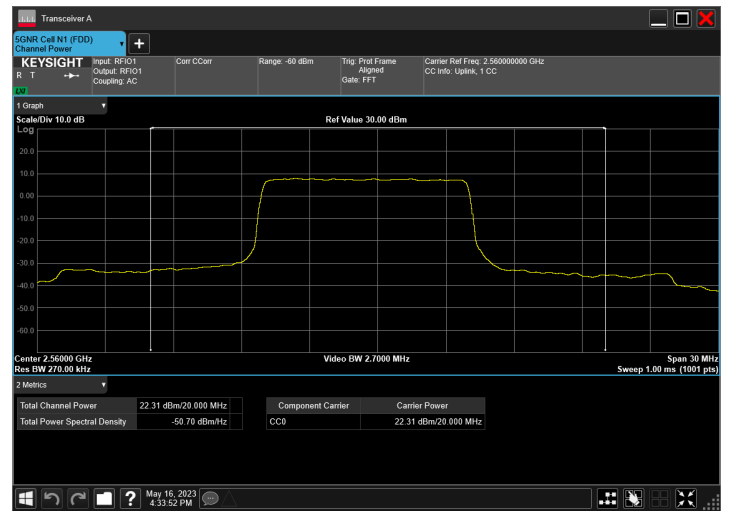 Transceiver A
5GNR Cell N1 (FDD)
Channel Power
KEYSIGHT
R T
LXI
Input: RFIO1
Output: RFIO1
Coupling: AC
Corr CCorr
Range: -60 dBm
Trig: Prot Frame
Aligned
Gate: FFT
Carrier Ref Freq: 2.560000000 GHz
CC Info: Uplink, 1 CC
1 Graph
Scale/Div 10.0 dB
Ref Value 30.00 dBm
Log
20.0
10.0
0.00
-10.0
-20.0
-30.0
-40.0
-50.0
-60.0
Center 2.56000 GHz
Video BW 2.7000 MHz
Span 30 MHz
Res BW 270.00 kHz
Sweep 1.00 ms (1001 pts)
2 Metrics
Total Channel Power 22.31 dBm/20.000 MHz
Total Power Spectral Density -50.70 dBm/Hz
Component Carrier Carrier Power
CC0 22.31 dBm/20.000 MHz
?
May 16, 2023
4:33:52 PM